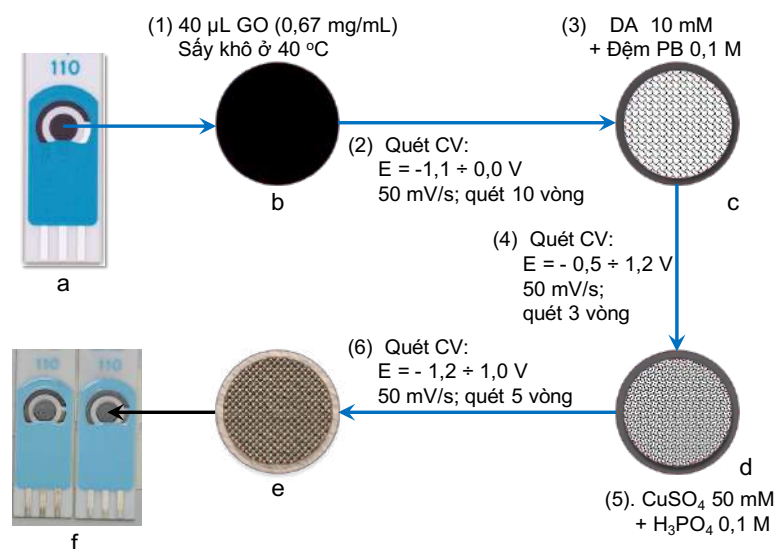 (1) 40 µL GO (0,67 mg/mL)
Sấy khô ở 40 °C
(3) DA 10 mM
+ Đệm PB 0,1 M
110
(2) Quét CV:
E = -1,1 ÷ 0,0 V
50 mV/s; quét 10 vòng
a
b
c
(4) Quét CV:
E = - 0,5 ÷ 1,2 V
50 mV/s;
quét 3 vòng
(6) Quét CV:
E = - 1,2 ÷ 1,0 V
50 mV/s; quét 5 vòng
110
110
d
e
f
(5). CuSO₄ 50 mM
+ H₃PO₄ 0,1 M